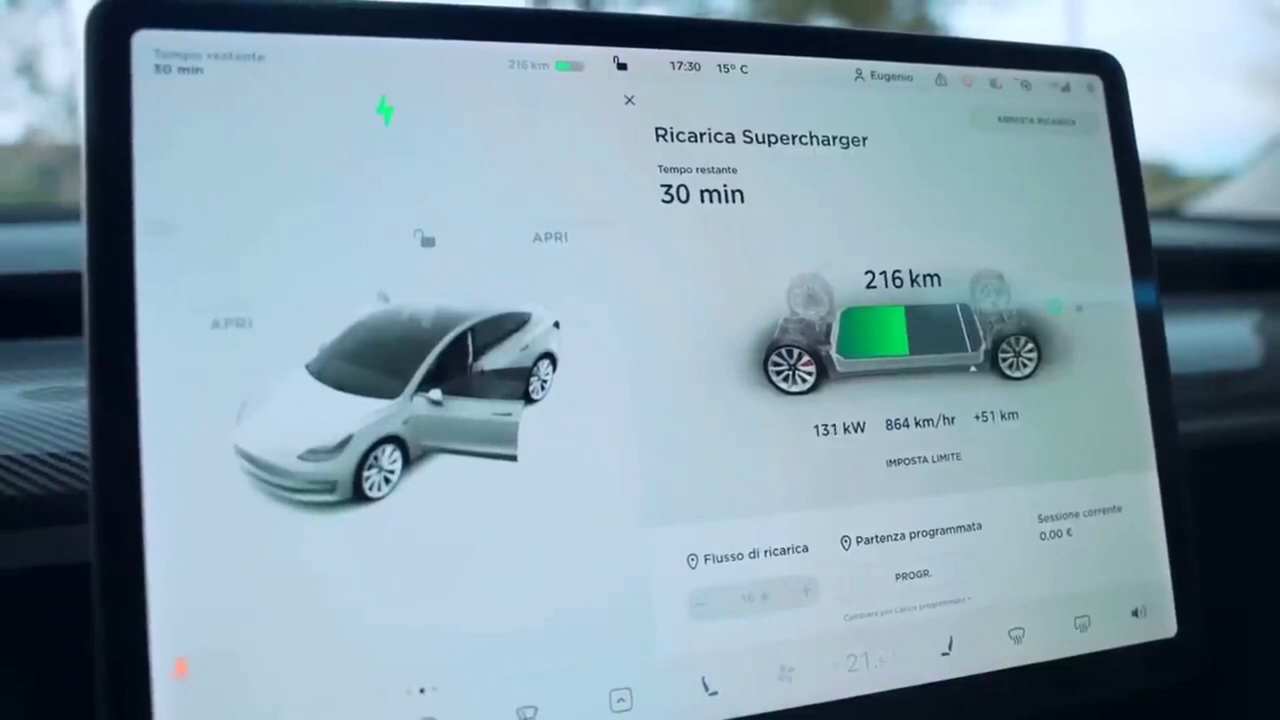 Tempo restante
30 min
216 km
17:30
15° C
Eugenio
ARRESTA RICARICA
Ricarica Supercharger
Tempo restante
30 min
APRI
APRI
216 km
131 kW
864 km/hr
+51 km
IMPOSTA LIMITE
Flusso di ricarica
Partenza programmata
Sessione corrente
0,00 €
PROGR.